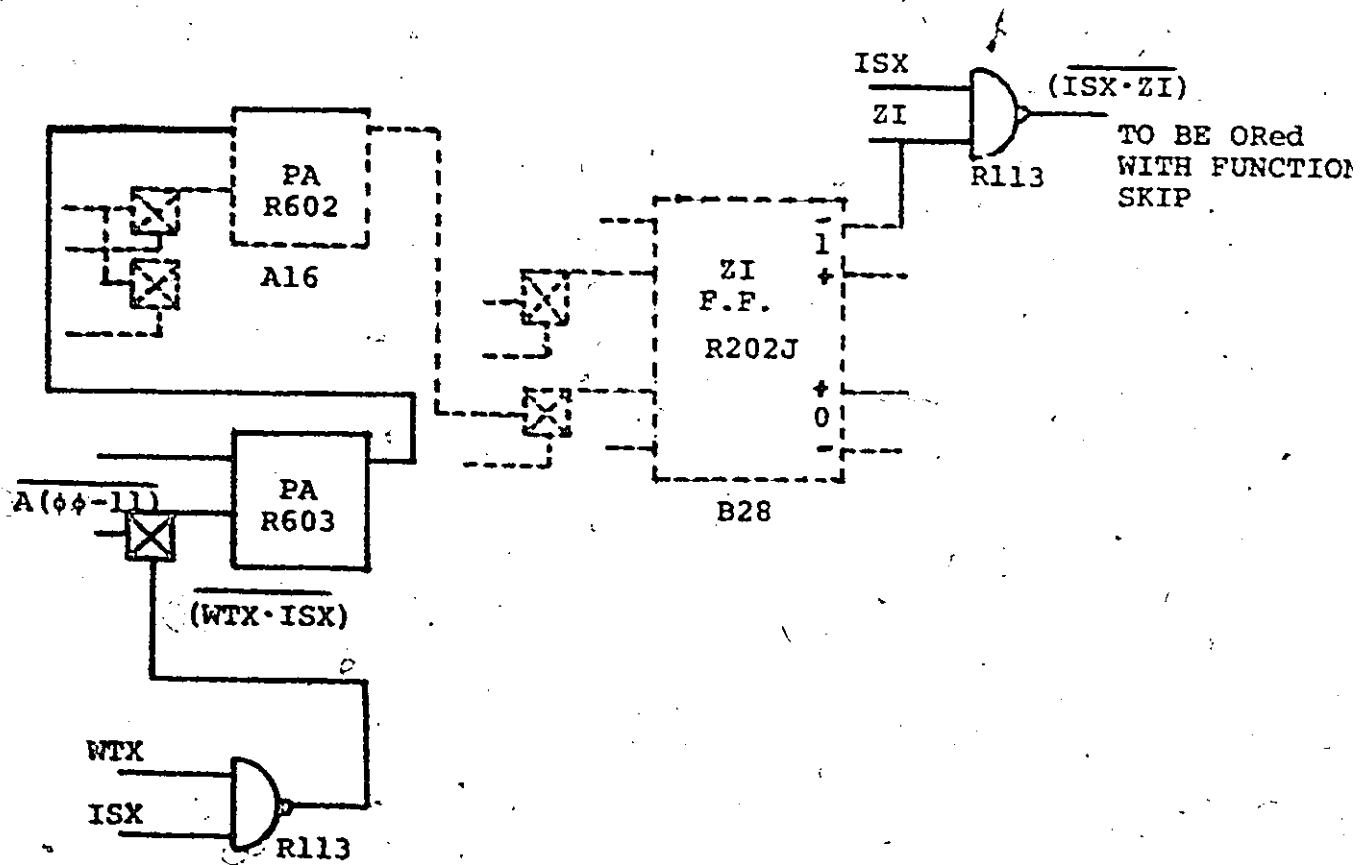 ISX
(ISX·ZI)
ZI
TO BE ORed
WITH FUNCTION
SKIP
R113
PA
R602
A16
ZI
F.F.
R202J
-
1
+
+
0
-
B28
A(φφ-11)
PA
R603
(WTX·ISX)
WTX
ISX
R113